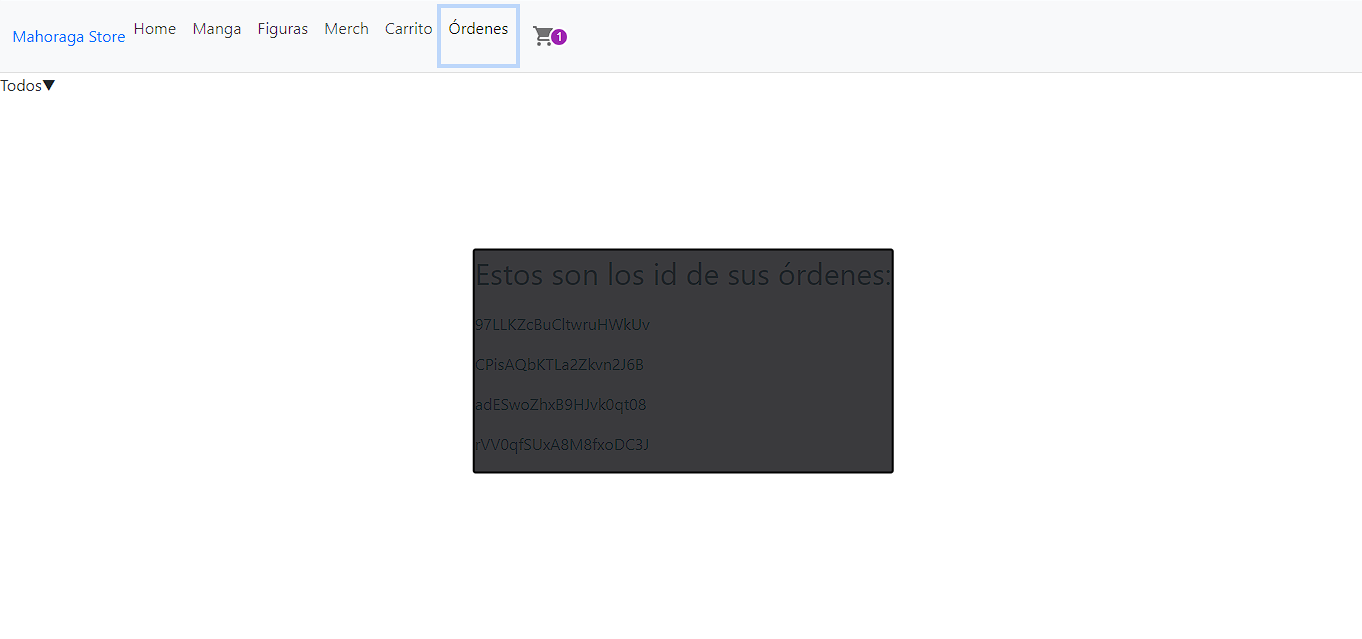 Mahoraga Store Home Manga Figuras Merch Carrito Órdenes 1
Todos▼
Estos son los id de sus órdenes:
97LLKZcBuCltwruHWkUv
CPisAQbKTLa2Zkvn2J6B
adESwoZhxB9HJvk0qt08
rVV0qfSUxA8M8fxoDC3J